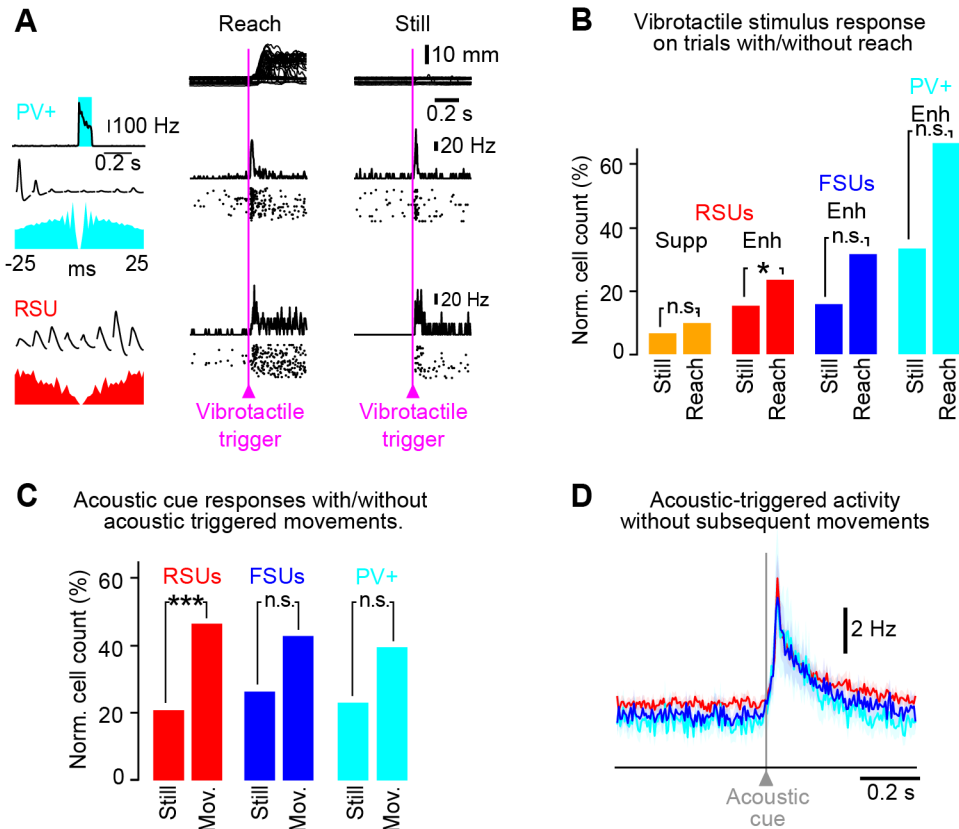 A
Reach
Still
10 mm
0.2 s
PV+
100 Hz
0.2 s
20 Hz
-25
ms
25
RSU
20 Hz
Vibrotactile
trigger
Vibrotactile
trigger
B
Vibrotactile stimulus response
on trials with/without reach
Norm. cell count (%)
60
40
20
0
RSUs
Supp
Enh
FSUs
Enh
PV+
Enh
n.s.
*
n.s.
n.s.
Still
Reach
Still
Reach
Still
Reach
Still
Reach
C
Acoustic cue responses with/without
acoustic triggered movements.
Norm. cell count (%)
60
40
20
0
RSUs
FSUs
PV+
***
n.s.
n.s.
Still
Mov.
Still
Mov.
Still
Mov.
D
Acoustic-triggered activity
without subsequent movements
2 Hz
Acoustic
cue
0.2 s